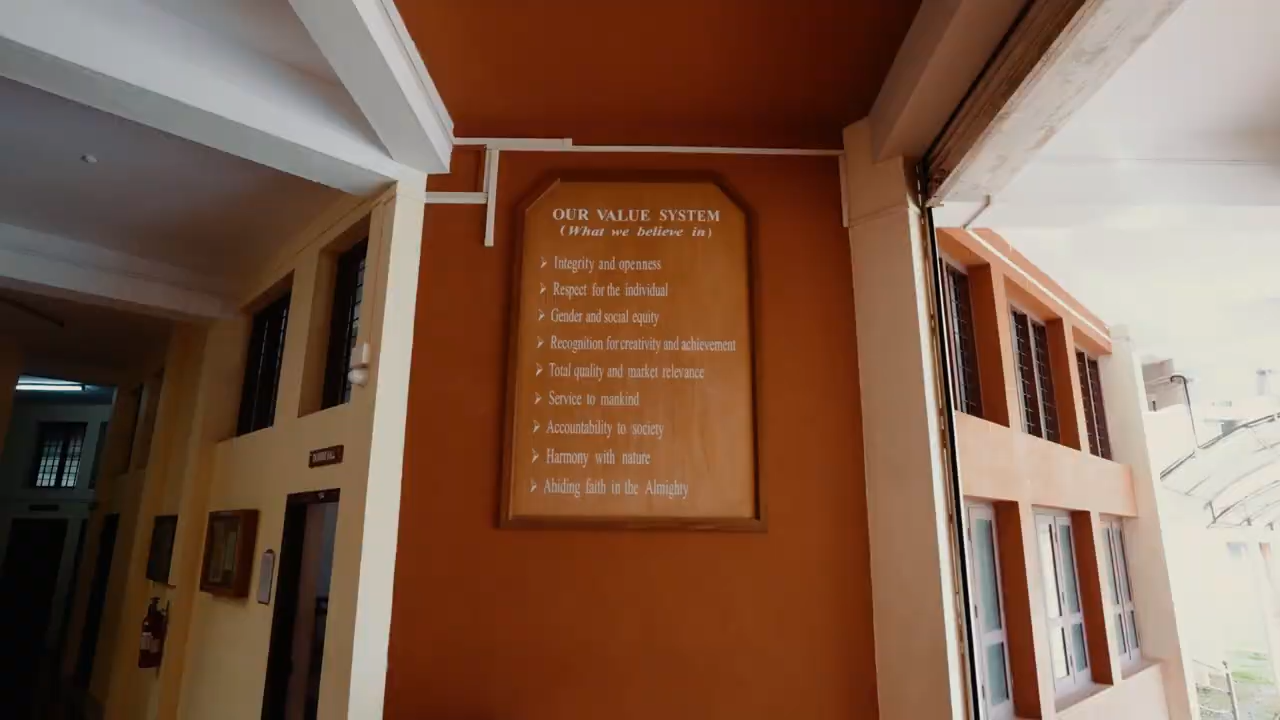 OUR VALUE SYSTEM
(What we believe in)
➢ Integrity and openness
➢ Respect for the individual
➢ Gender and social equity
➢ Recognition for creativity and achievement
➢ Total quality and market relevance
➢ Service to mankind
➢ Accountability to society
➢ Harmony with nature
➢ Abiding faith in the Almighty